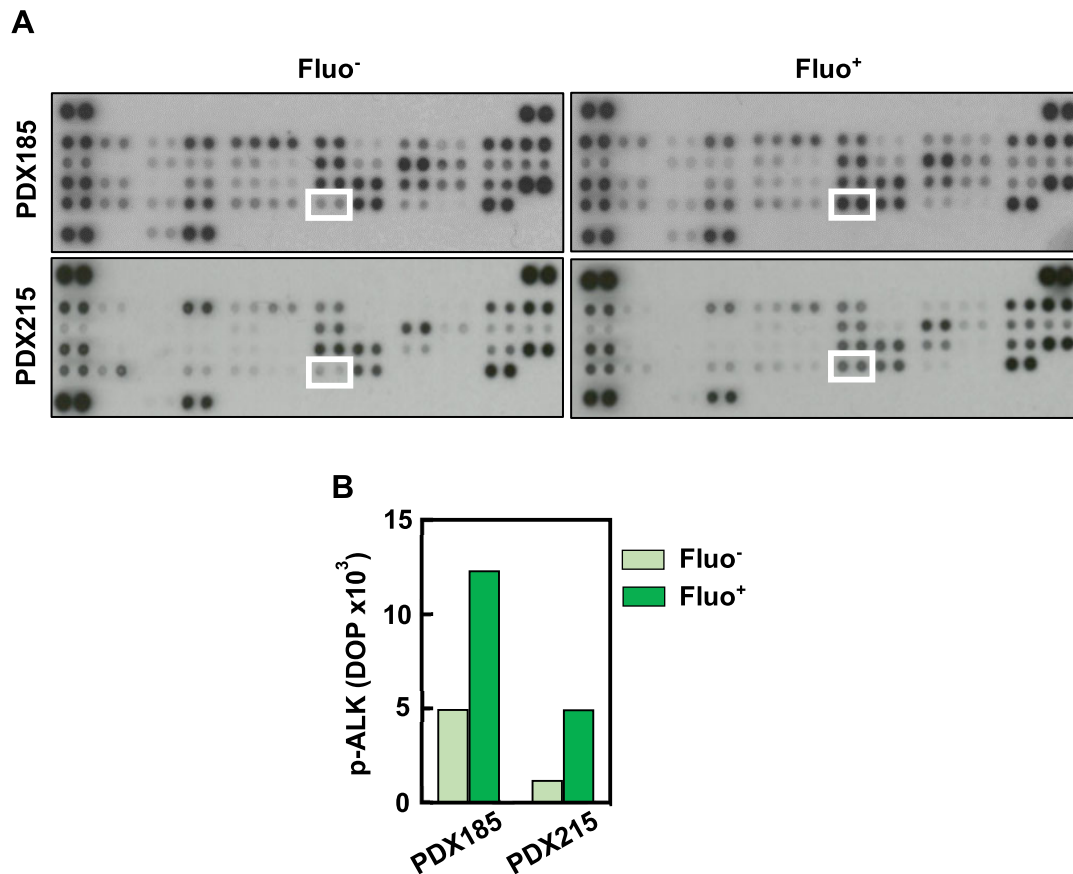 A
Fluo⁻
Fluo⁺
PDX185
PDX215
B
p-ALK (DOP x10³)
15
10
5
0
PDX185
PDX215
Fluo⁻
Fluo⁺